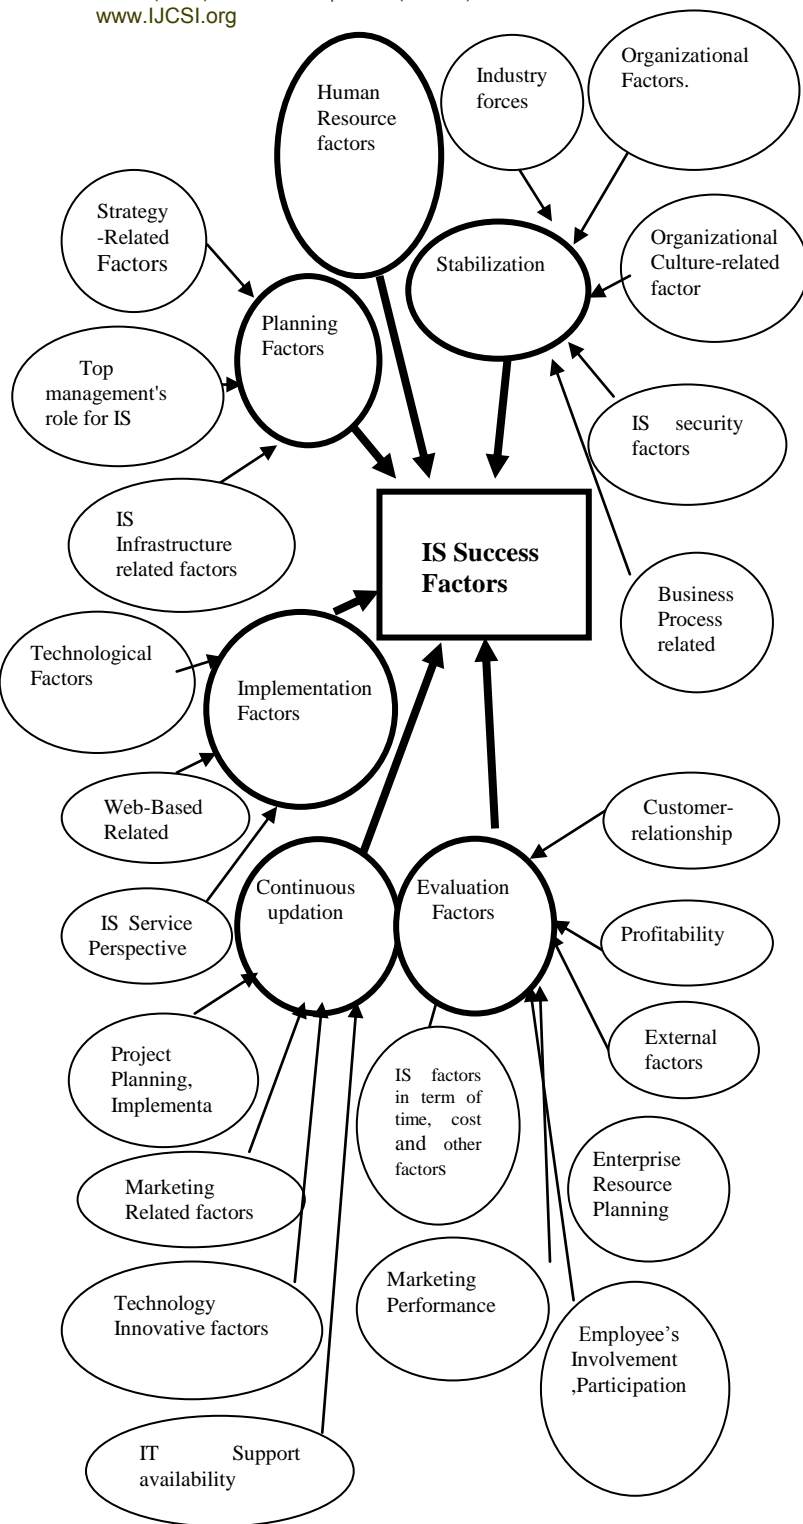 www.IJCSI.org
Human
Resource
factors
Industry
forces
Organizational
Factors.
Strategy
-Related
Factors
Stabilization
Organizational
Culture-related
factor
Planning
Factors
Top
management's
role for IS
IS security
factors
IS
Infrastructure
related factors
IS Success
Factors
Business
Process
related
Technological
Factors
Implementation
Factors
Web-Based
Related
Customer-
relationship
IS Service
Perspective
Continuous
updation
Evaluation
Factors
Profitability
Project
Planning,
Implementa
IS factors
in term of
time, cost
and other
factors
External
factors
Marketing
Related factors
Enterprise
Resource
Planning
Technology
Innovative factors
Marketing
Performance
Employee’s
Involvement
,Participation
IT Support
availability